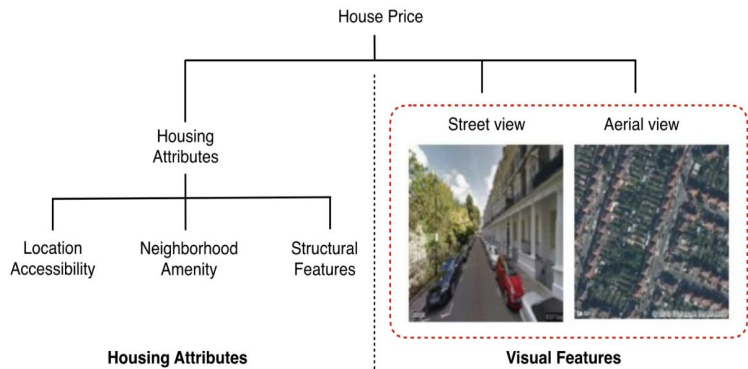 House Price
Housing
Attributes
Location
Accessibility
Neighborhood
Amenity
Structural
Features
Street view
Aerial view
Housing Attributes
Visual Features